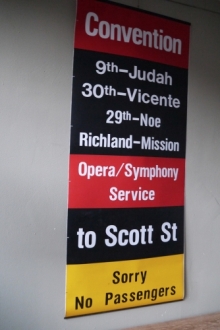 Convention
9th-Judah
30th-Vicente
29th-Noe
Richland-Mission
Opera/Symphony
Service
to Scott St
Sorry
No Passengers